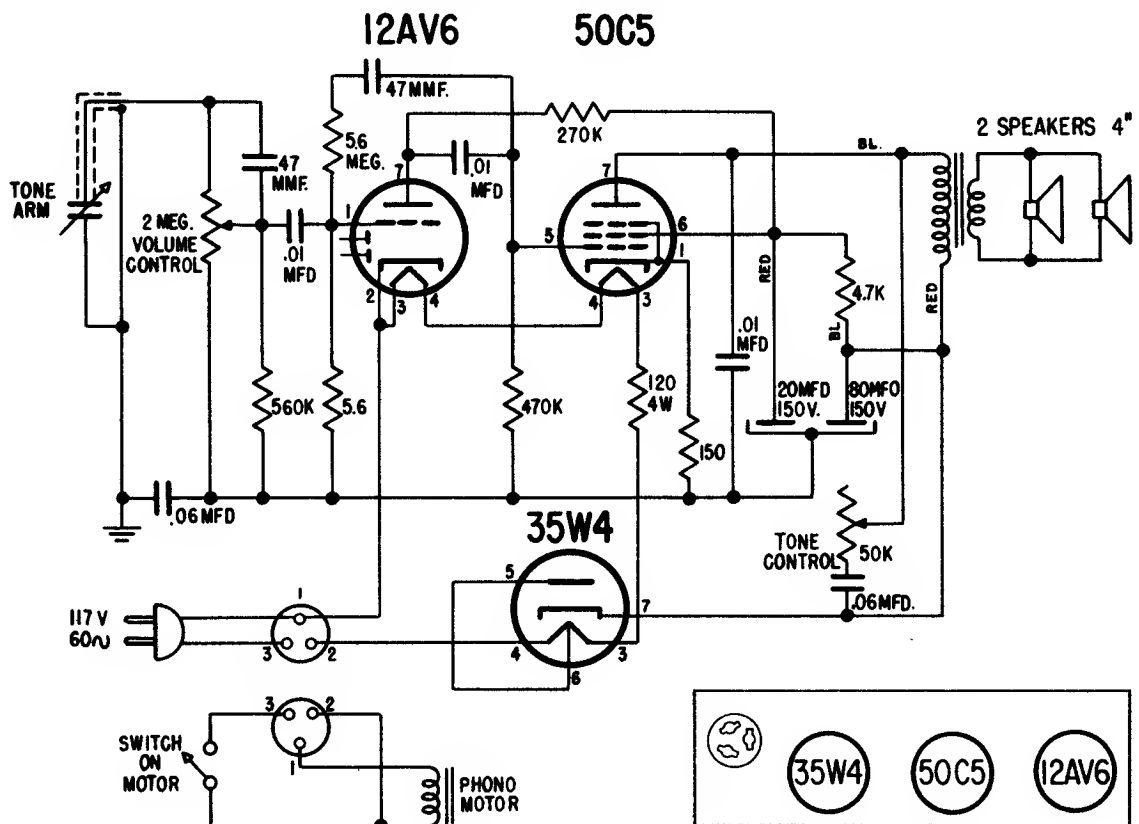 12AV6
50C5
47MMF.
270K
2 SPEAKERS 4"
BL.
7
5.6
MEG.
.01
MFD
7
47
MMF.
TONE
ARM
2 MEG.
VOLUME
CONTROL
.01
MFD
1
2
3
4
5
6
1
4
3
RED
4.7K
BL
RED
.01
MFD
560K
5.6
470K
120
4W
150
20MFD
150V.
80MFO
150V
.06MFD
35W4
TONE
CONTROL
50K
.06MFD.
5
7
4
3
6
117 V
60~
1
3
2
3
2
1
SWITCH
ON
MOTOR
PHONO
MOTOR
35W4
50C5
12AV6